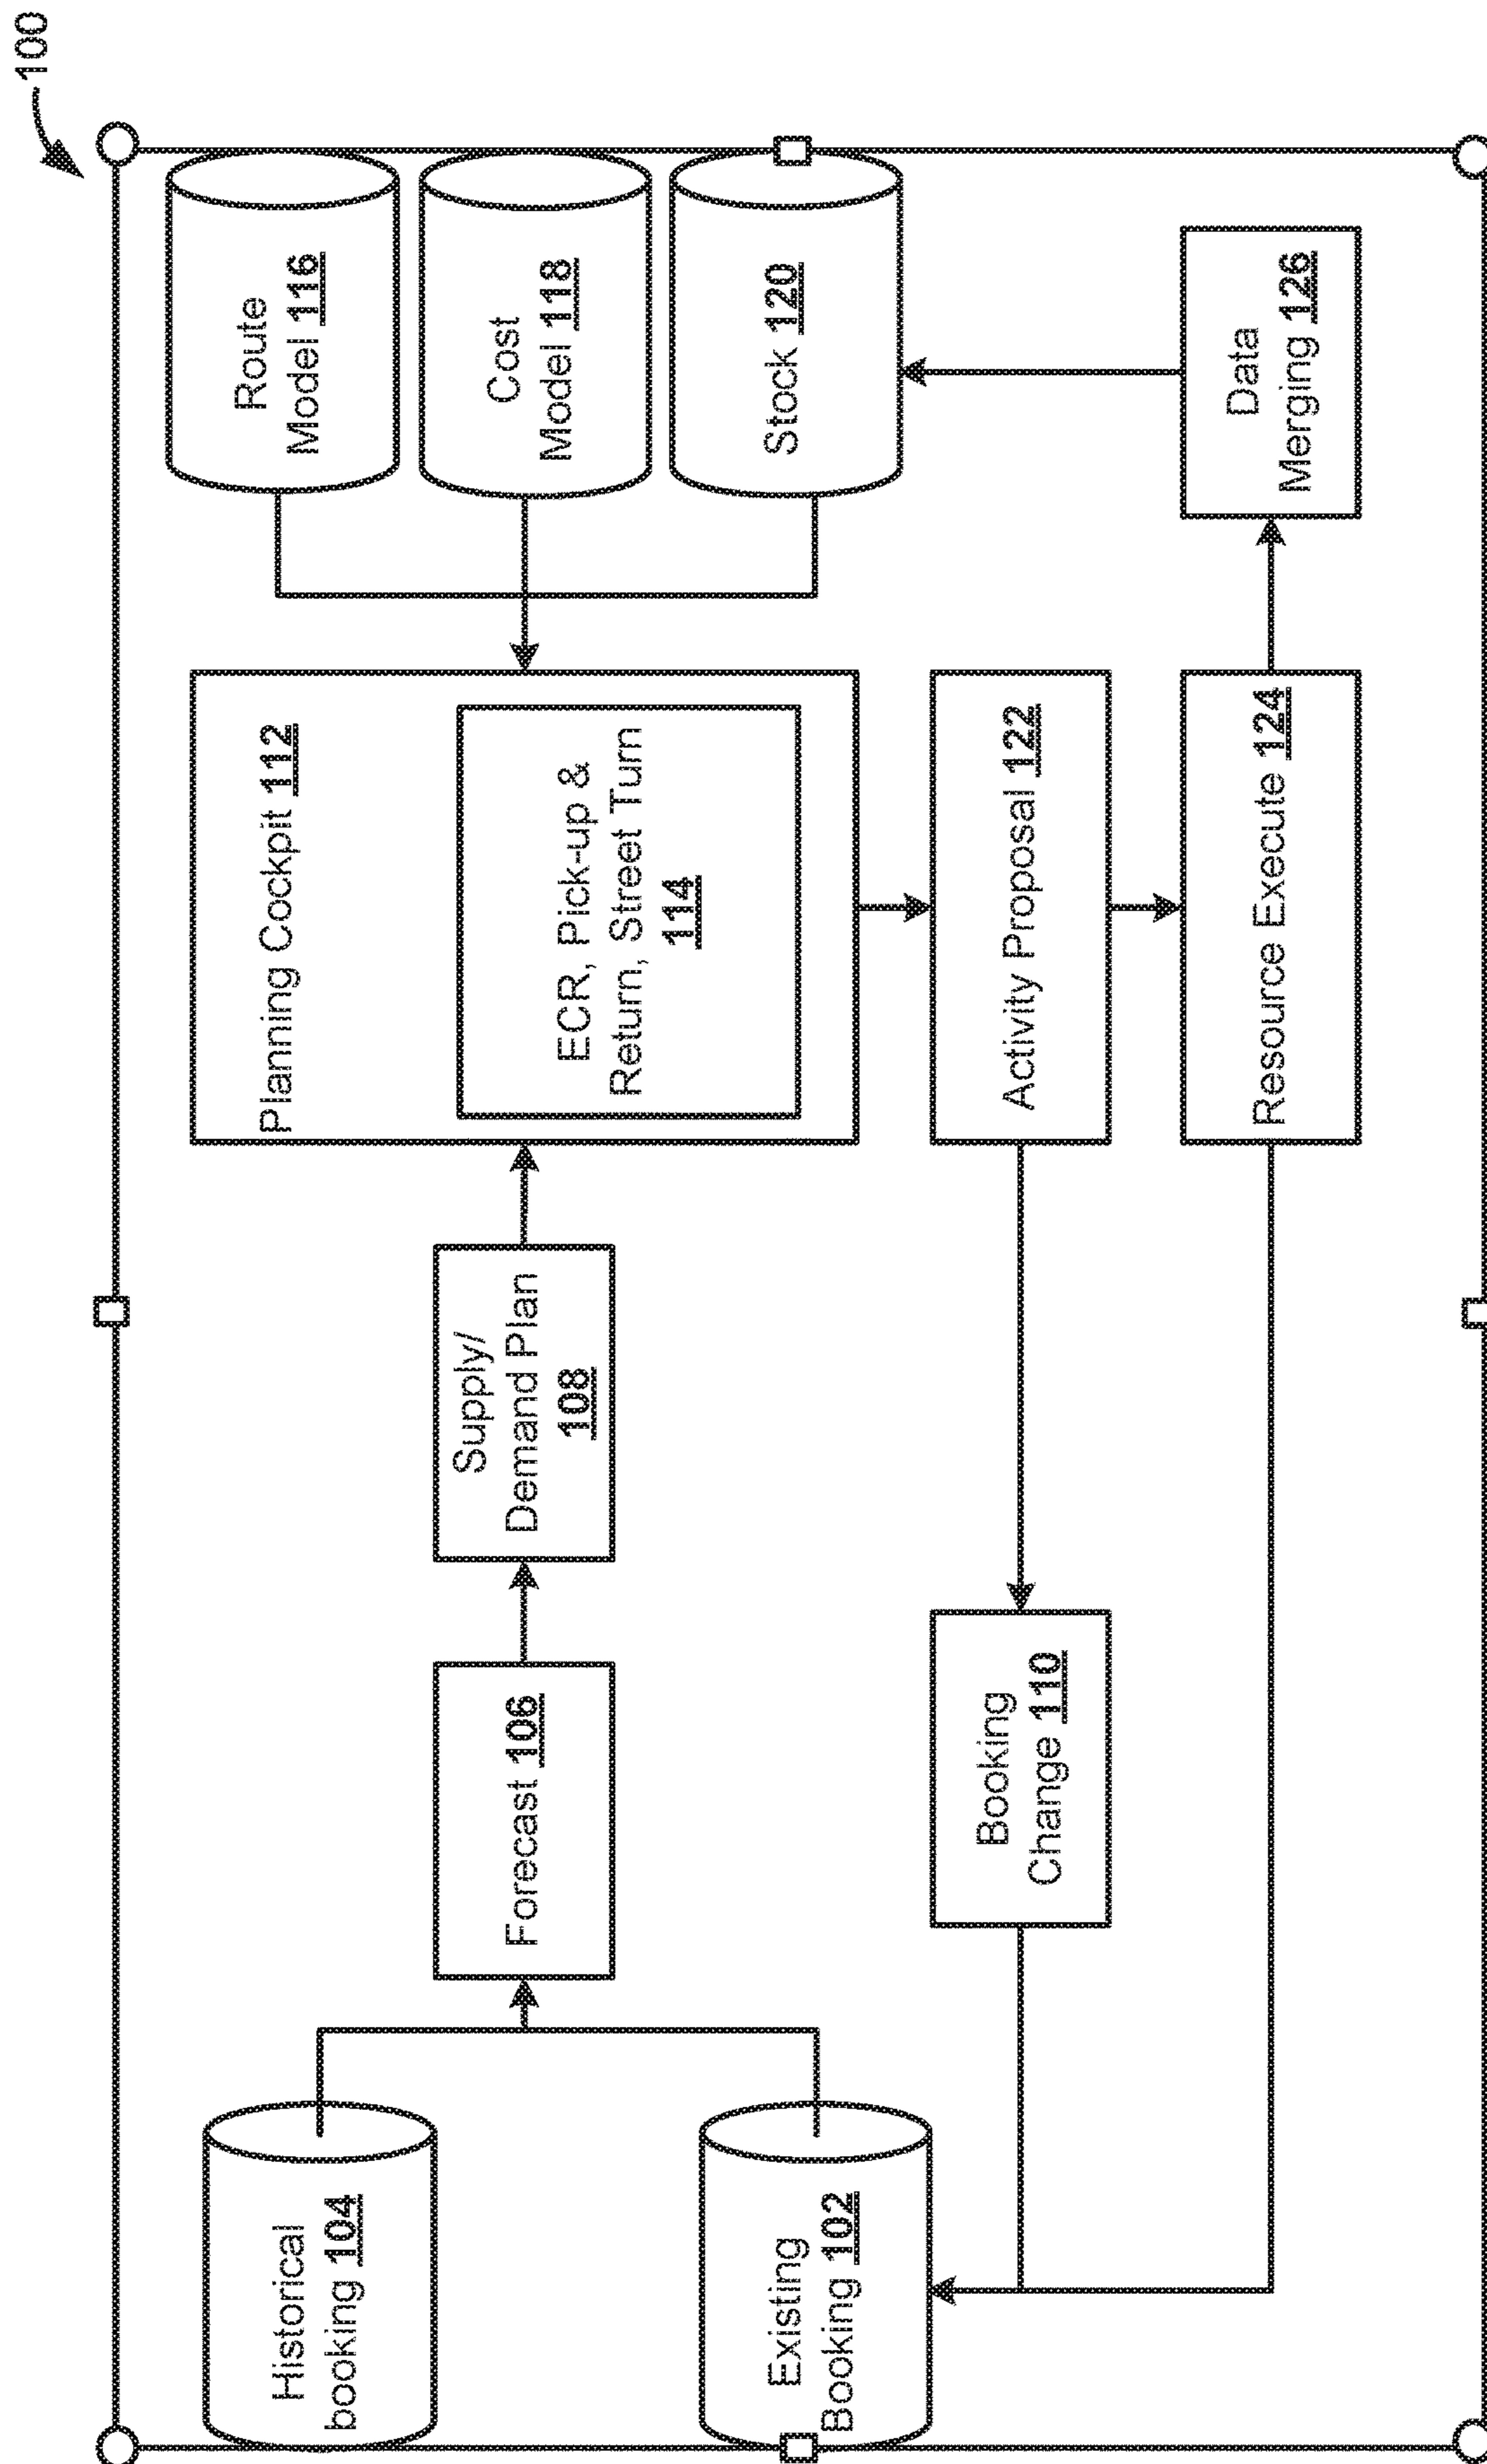 100
Historical
booking 104
Existing
Booking 102
Forecast 106
Supply/
Demand Plan
108
Booking
Change 110
Planning Cockpit 112
ECR, Pick-up &
Return, Street Turn
114
Activity Proposal 122
Resource Execute 124
Route
Model 116
Cost
Model 118
Stock 120
Data
Merging 126